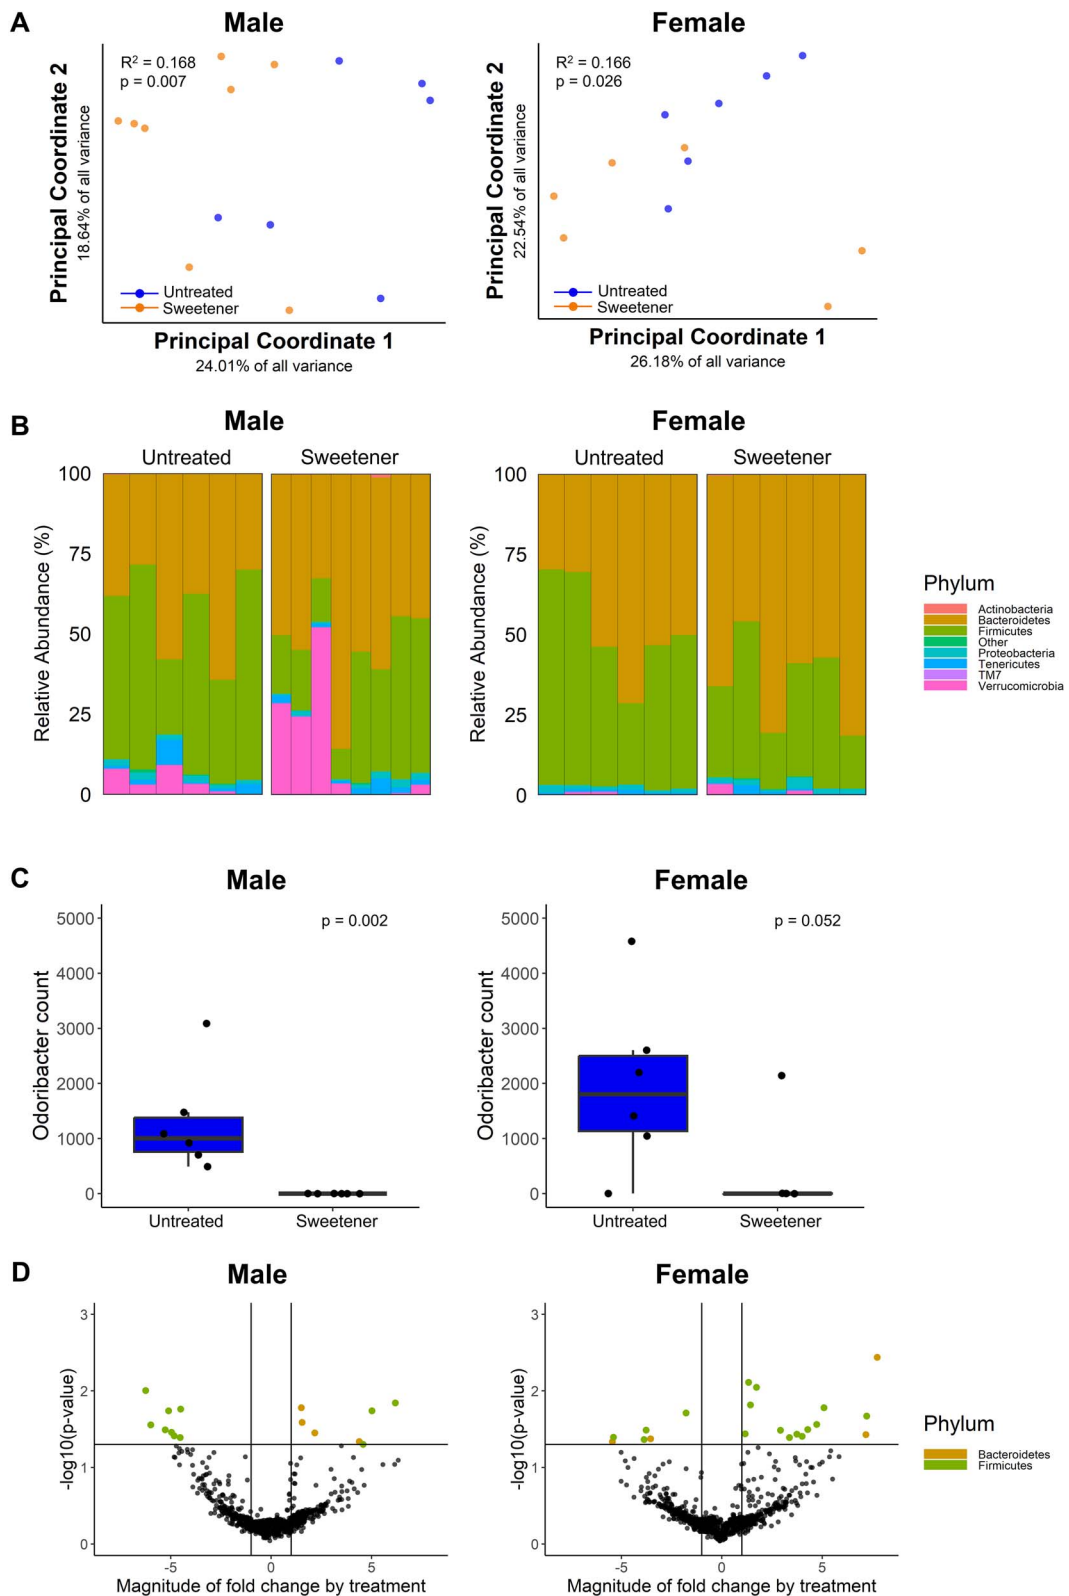 A
Male
Female
R² = 0.168
p = 0.007
R² = 0.166
p = 0.026
Principal Coordinate 2
18.64% of all variance
Principal Coordinate 2
22.54% of all variance
Untreated
Sweetener
Untreated
Sweetener
Principal Coordinate 1
24.01% of all variance
Principal Coordinate 1
26.18% of all variance
B
Male
Female
Untreated
Sweetener
Untreated
Sweetener
Relative Abundance (%)
100
75
50
25
0
Relative Abundance (%)
100
75
50
25
0
Phylum
Actinobacteria
Bacteroidetes
Firmicutes
Other
Proteobacteria
Tenericutes
TM7
Verrucomicrobia
C
Male
Female
p = 0.002
p = 0.052
Odoribacter count
5000
4000
3000
2000
1000
0
Untreated
Sweetener
Odoribacter count
5000
4000
3000
2000
1000
0
Untreated
Sweetener
D
Male
Female
-log10(p-value)
3
2
1
0
-5
0
5
Magnitude of fold change by treatment
-log10(p-value)
3
2
1
0
-5
0
5
Magnitude of fold change by treatment
Phylum
Bacteroidetes
Firmicutes